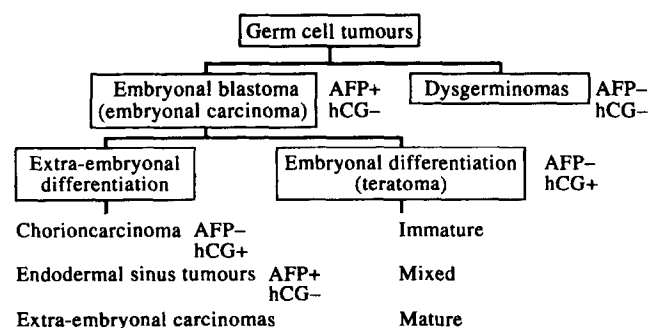 Germ cell tumours
Embryonal blastoma AFP+ Dysgerminomas AFP−
(embryonal carcinoma) hCG− hCG−
Extra-embryonal Embryonal differentiation AFP−
differentiation (teratoma) hCG+
Chorioncarcinoma AFP− Immature
hCG+
Endodermal sinus tumours AFP+ Mixed
hCG−
Extra-embryonal carcinomas Mature